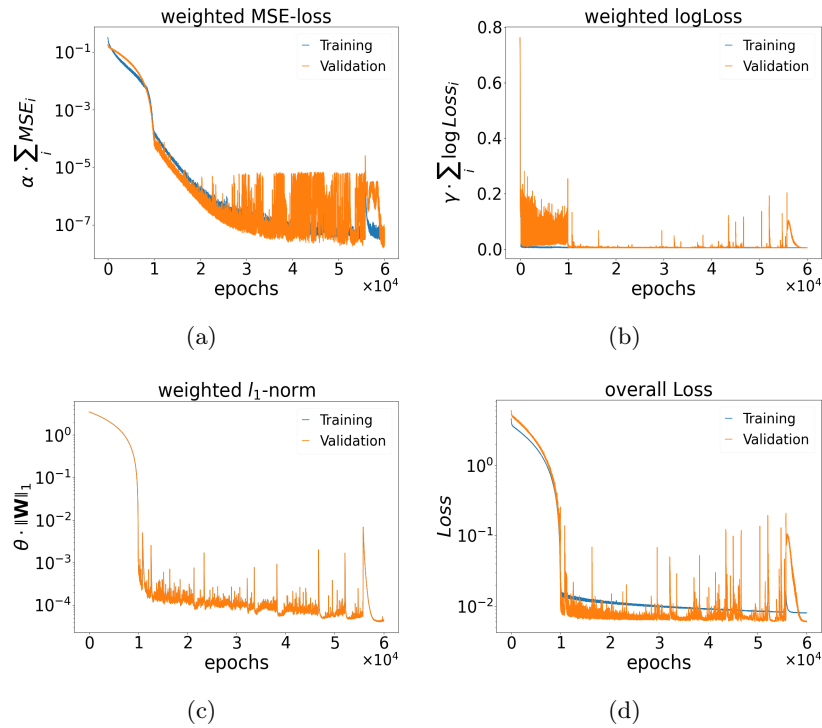 weighted MSE-loss
α · ∑_i MSE_i
10^{-1}
10^{-3}
10^{-5}
10^{-7}
Training
Validation
0 1 2 3 4 5 6
epochs ×10^4
(a)
weighted logLoss
γ · ∑_i log Loss_i
0.8
0.6
0.4
0.2
0.0
Training
Validation
0 1 2 3 4 5 6
epochs ×10^4
(b)
weighted l_1-norm
θ · ‖W‖_1
10^0
10^{-1}
10^{-2}
10^{-3}
10^{-4}
Training
Validation
0 1 2 3 4 5 6
epochs ×10^4
(c)
overall Loss
Loss
10^0
10^{-1}
10^{-2}
Training
Validation
0 1 2 3 4 5 6
epochs ×10^4
(d)